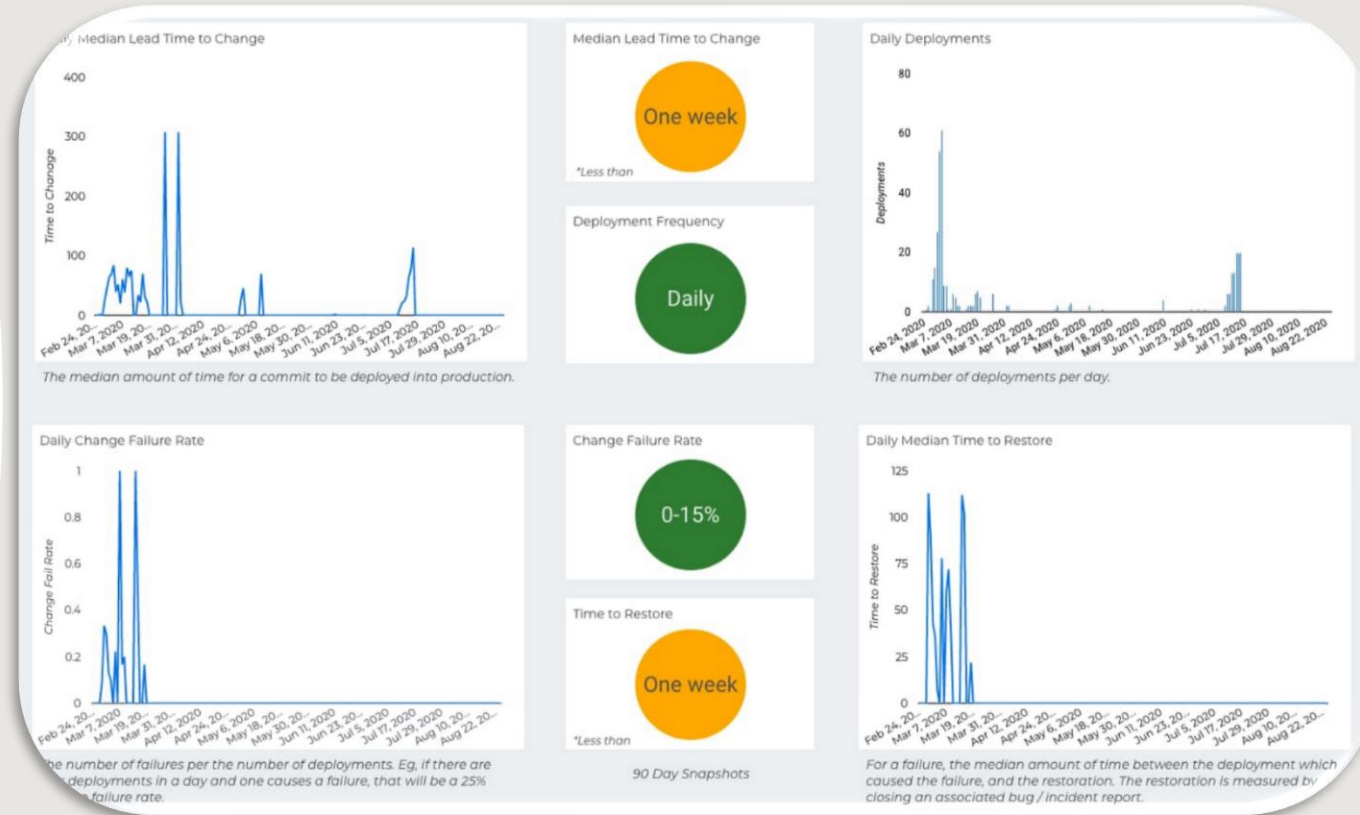 Median Lead Time to Change
400
300
200
100
0
Time to Chanage
Feb 24, 20...
Mar 7, 2020
Mar 19, 20...
Mar 31, 20...
Apr 12, 2020
Apr 24, 20...
May 6, 2020
May 18, 20...
May 30, 20...
Jun 11, 2020
Jun 23, 20...
Jul 5, 2020
Jul 17, 2020
Jul 29, 2020
Aug 10, 20...
Aug 22, 20...
The median amount of time for a commit to be deployed into production.
Median Lead Time to Change
One week
*Less than
Deployment Frequency
Daily
Daily Deployments
80
60
40
20
0
Deployments
Feb 24, 2020
Mar 7, 2020
Mar 19, 2020
Mar 31, 2020
Apr 12, 2020
Apr 24, 2020
May 6, 2020
May 18, 2020
May 30, 2020
Jun 11, 2020
Jun 23, 2020
Jul 5, 2020
Jul 17, 2020
Jul 29, 2020
Aug 10, 2020
Aug 22, 2020
The number of deployments per day.
Daily Change Failure Rate
1
0.8
0.6
0.4
0.2
0
Change Fail Rate
Feb 24, 20...
Mar 7, 2020
Mar 19, 20...
Mar 31, 20...
Apr 12, 2020
Apr 24, 20...
May 6, 2020
May 18, 20...
May 30, 20...
Jun 11, 2020
Jun 23, 20...
Jul 5, 2020
Jul 17, 2020
Jul 29, 2020
Aug 10, 20...
Aug 22, 20...
number of failures per the number of deployments. Eg, if there are
deployments in a day and one causes a failure, that will be a 25%
failure rate.
Change Failure Rate
0-15%
Time to Restore
One week
*Less than
90 Day Snapshots
Daily Median Time to Restore
125
100
75
50
25
0
Time to Restore
Feb 24, 20...
Mar 7, 2020
Mar 19, 20...
Mar 31, 20...
Apr 12, 2020
Apr 24, 20...
May 6, 2020
May 18, 20...
May 30, 20...
Jun 11, 2020
Jun 23, 20...
Jul 5, 2020
Jul 17, 2020
Jul 29, 2020
Aug 10, 20...
Aug 22, 20...
For a failure, the median amount of time between the deployment which
caused the failure, and the restoration. The restoration is measured by
closing an associated bug / incident report.